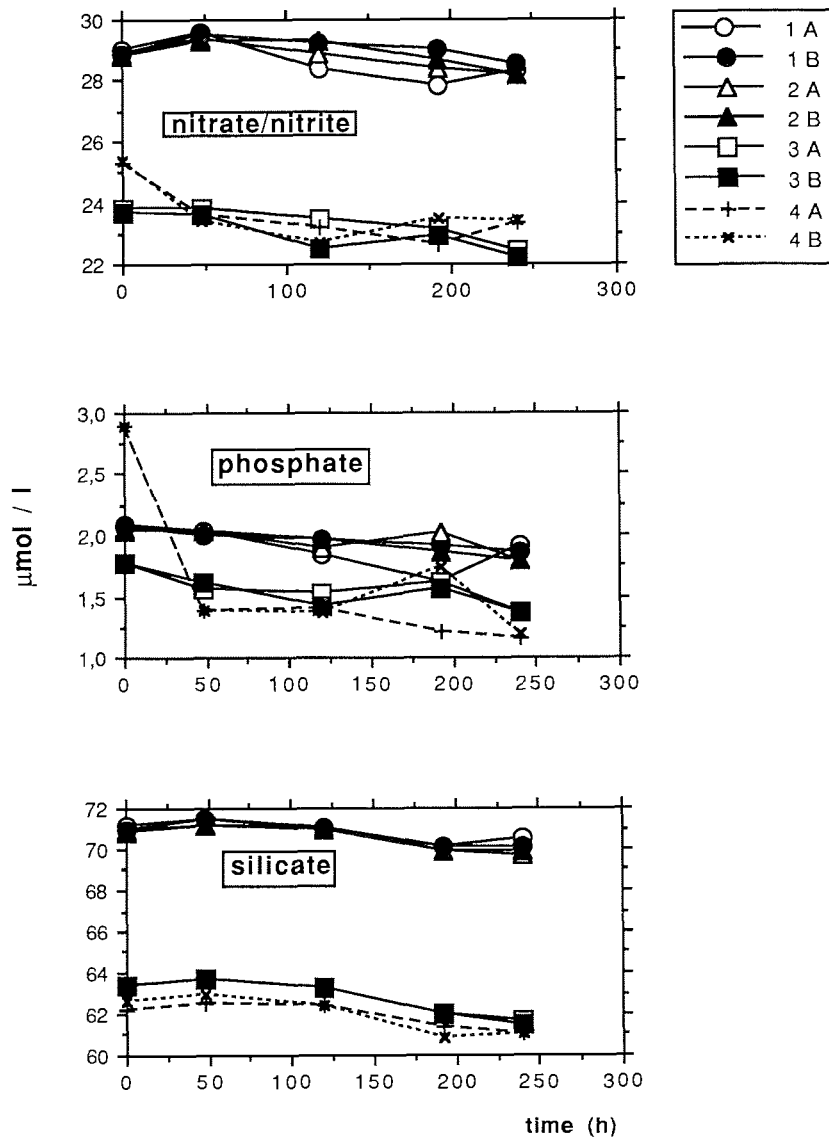 30
28
26
24
22
nitrate/nitrite
0
100
200
300
1 A
1 B
2 A
2 B
3 A
3 B
4 A
4 B
3,0
2,5
2,0
1,5
1,0
phosphate
0 50 100 150 200 250 300
µmol / l
72
70
68
66
64
62
60
silicate
0 50 100 150 200 250 300
time (h)